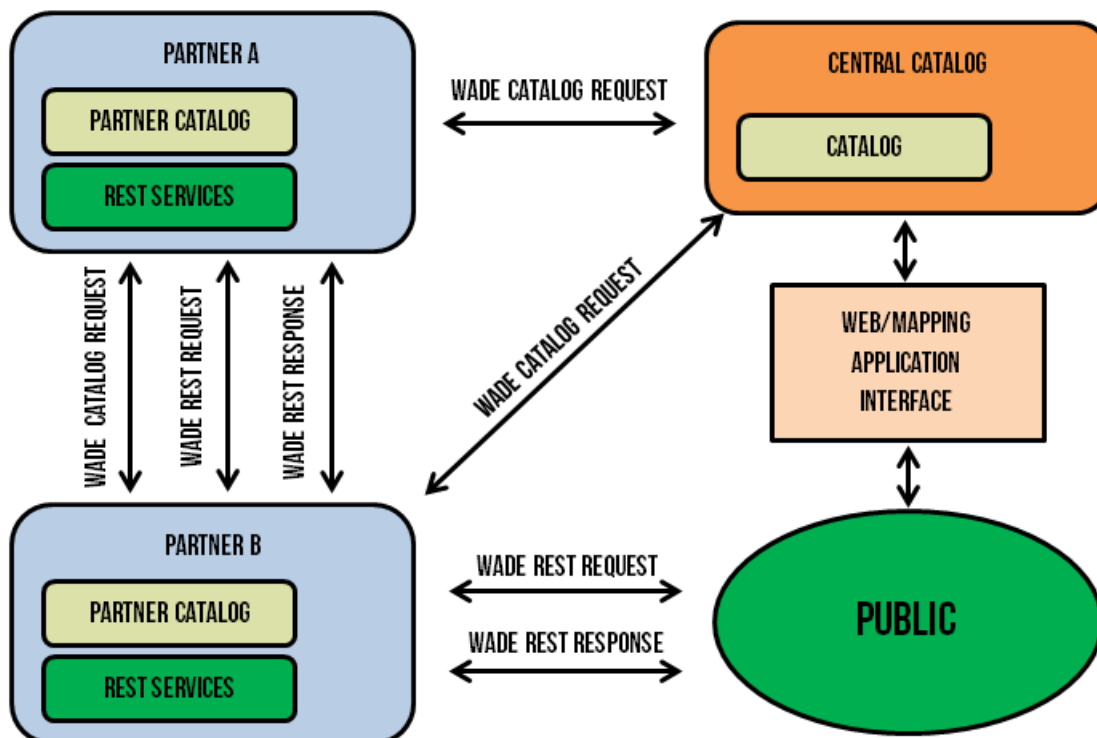 PARTNER A
PARTNER CATALOG
REST SERVICES
WADE CATALOG REQUEST
CENTRAL CATALOG
CATALOG
WADE CATALOG REQUEST
WADE REST REQUEST
WADE REST RESPONSE
WADE CATALOG REQUEST
WEB/MAPPING
APPLICATION
INTERFACE
PARTNER B
PARTNER CATALOG
REST SERVICES
WADE REST REQUEST
WADE REST RESPONSE
PUBLIC